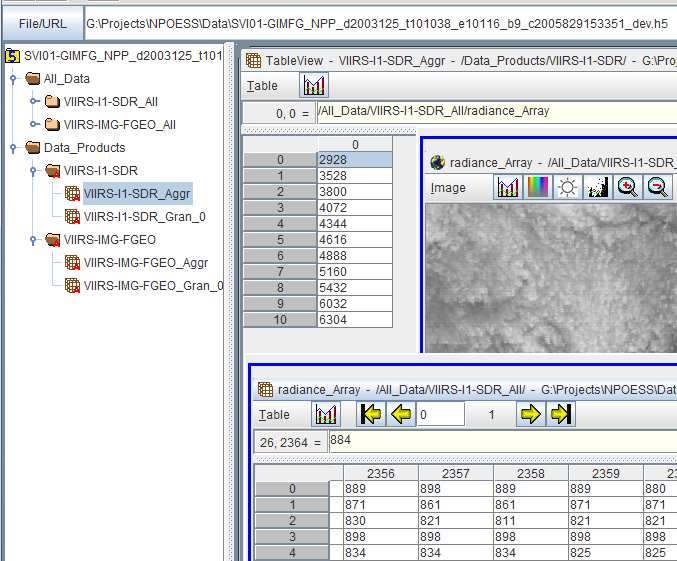 File/URL G:\Projects\NPOESS\Data\SVI01-GIMFG_NPP_d2003125_t101038_e10116_b9_c2005829153351_dev.h5
SVI01-GIMFG_NPP_d2003125_t101
All_Data
VIIRS-I1-SDR_All
VIIRS-IMG-FGEO_All
Data_Products
VIIRS-I1-SDR
VIIRS-I1-SDR_Aggr
VIIRS-I1-SDR_Gran_0
VIIRS-IMG-FGEO
VIIRS-IMG-FGEO_Aggr
VIIRS-IMG-FGEO_Gran_0
TableView - VIIRS-I1-SDR_Aggr - /Data_Products/VIIRS-I1-SDR/ - G:\Proj
Table
0, 0 = /All_Data/VIIRS-I1-SDR_All/radiance_Array
0
0 2928
1 3528
2 3800
3 4072
4 4344
5 4616
6 4888
7 5160
8 5432
9 6032
10 6304
radiance_Array - /All_Data/VIIRS-I1-SDR_
Image
radiance_Array - /All_Data/VIIRS-I1-SDR_All/ - G:\Projects\NPOESS\Dat
Table 0 1
26, 2364 = 884
2356 2357 2358 2359
0 889 898 889 889 880
1 871 861 861 871 871
2 830 821 811 821 821
3 898 898 898 898 898
4 834 834 834 825 825